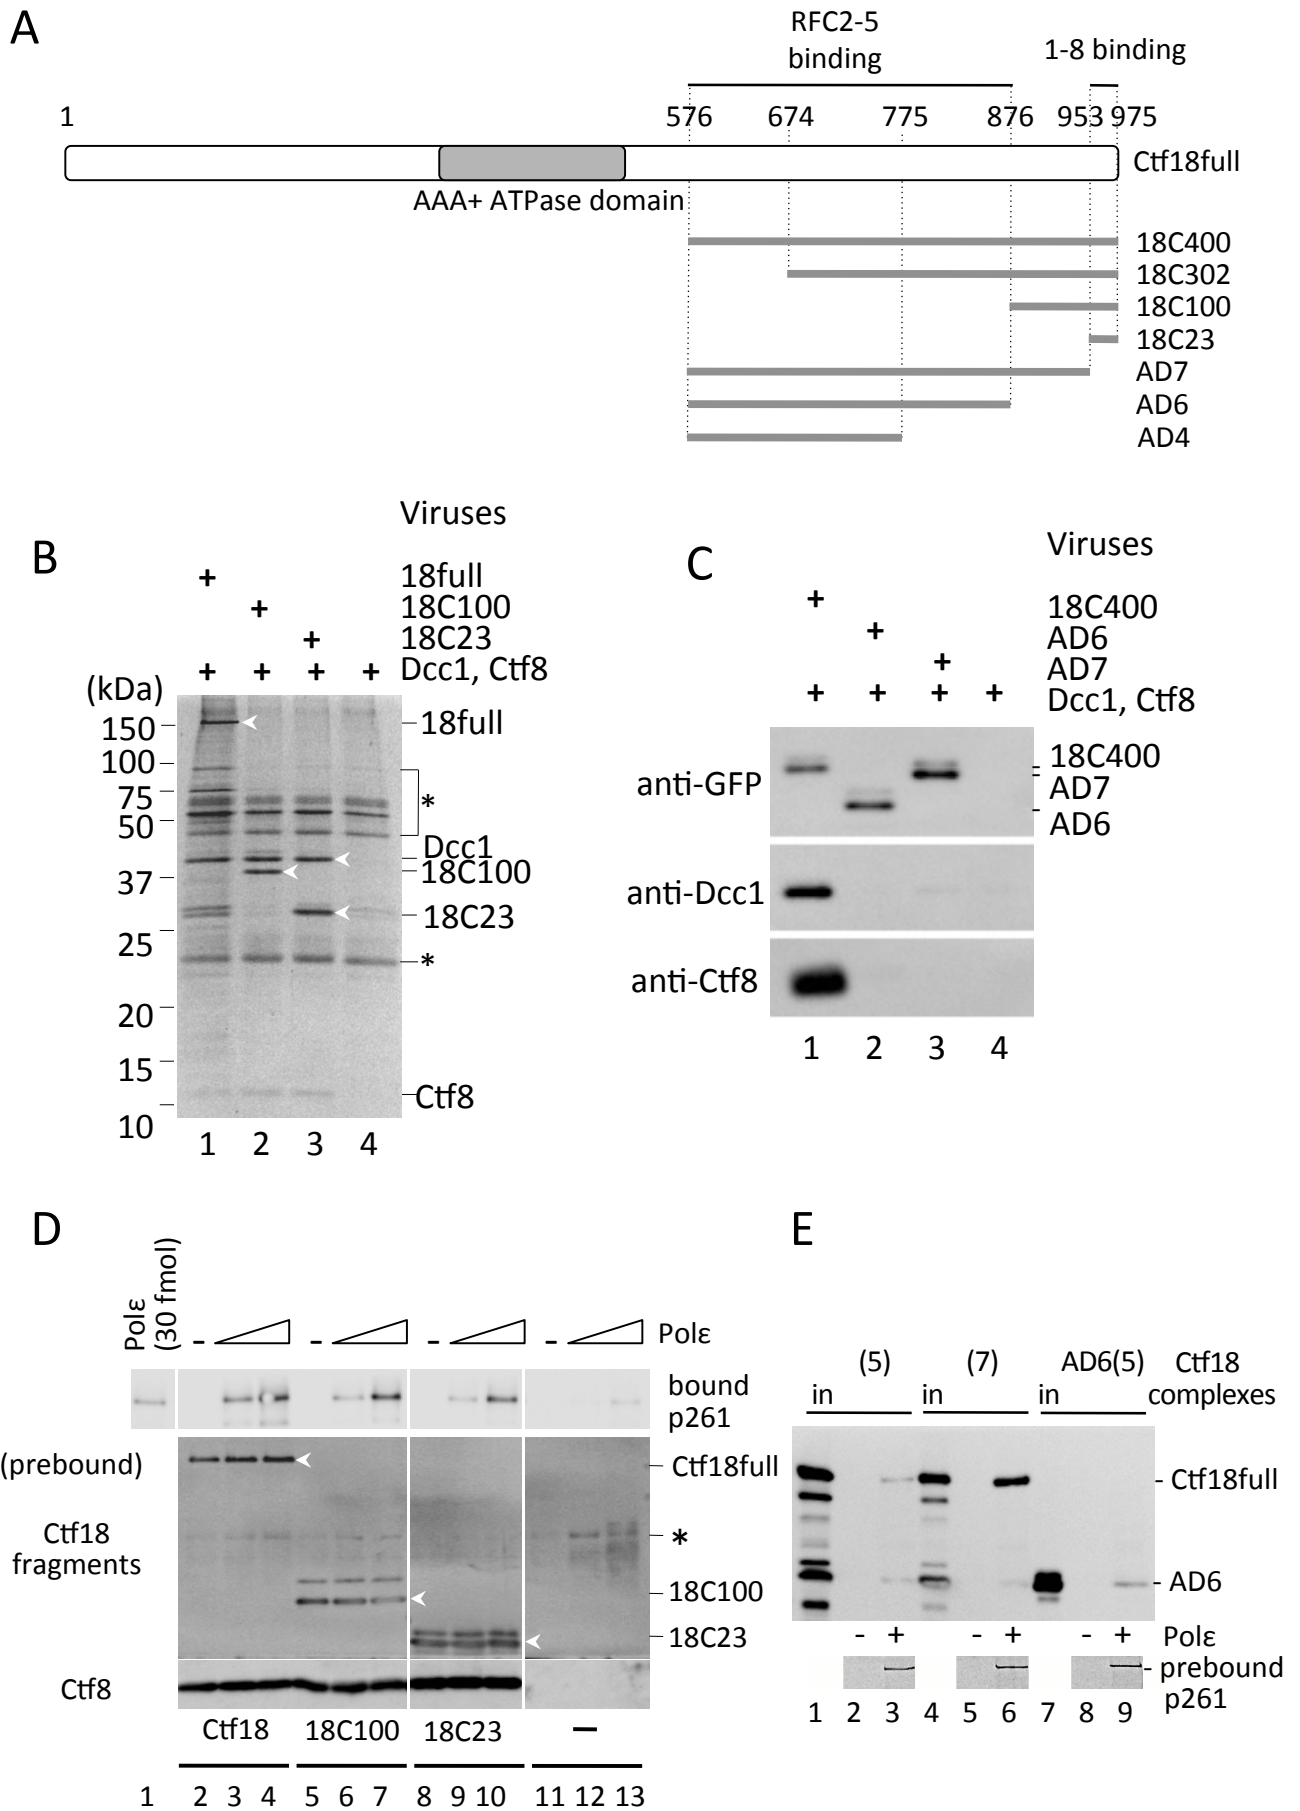 A
RFC2-5
binding
1-8 binding
1
576
674
775
876
953
975
Ctf18full
AAA+ ATPase domain
18C400
18C302
18C100
18C23
AD7
AD6
AD4
B
Viruses
+ 18full
+ 18C100
+ 18C23
+ + + + Dcc1, Ctf8
(kDa)
150
100
75
50
37
25
20
15
10
18full
*
Dcc1
18C100
18C23
*
Ctf8
1 2 3 4
C
Viruses
+ 18C400
+ AD6
+ AD7
+ + + + Dcc1, Ctf8
anti-GFP
18C400
AD7
AD6
anti-Dcc1
anti-Ctf8
1 2 3 4
D
Polε
(30 fmol)
- - - - Polε
bound
p261
(prebound)
Ctf18full
Ctf18
fragments
*
18C100
18C23
Ctf8
Ctf18 18C100 18C23 –
1 2 3 4 5 6 7 8 9 10 11 12 13
E
(5) (7) AD6(5) Ctf18
complexes
in in in
- Ctf18full
- AD6
- + - + - + Polε
- prebound
p261
1 2 3 4 5 6 7 8 9